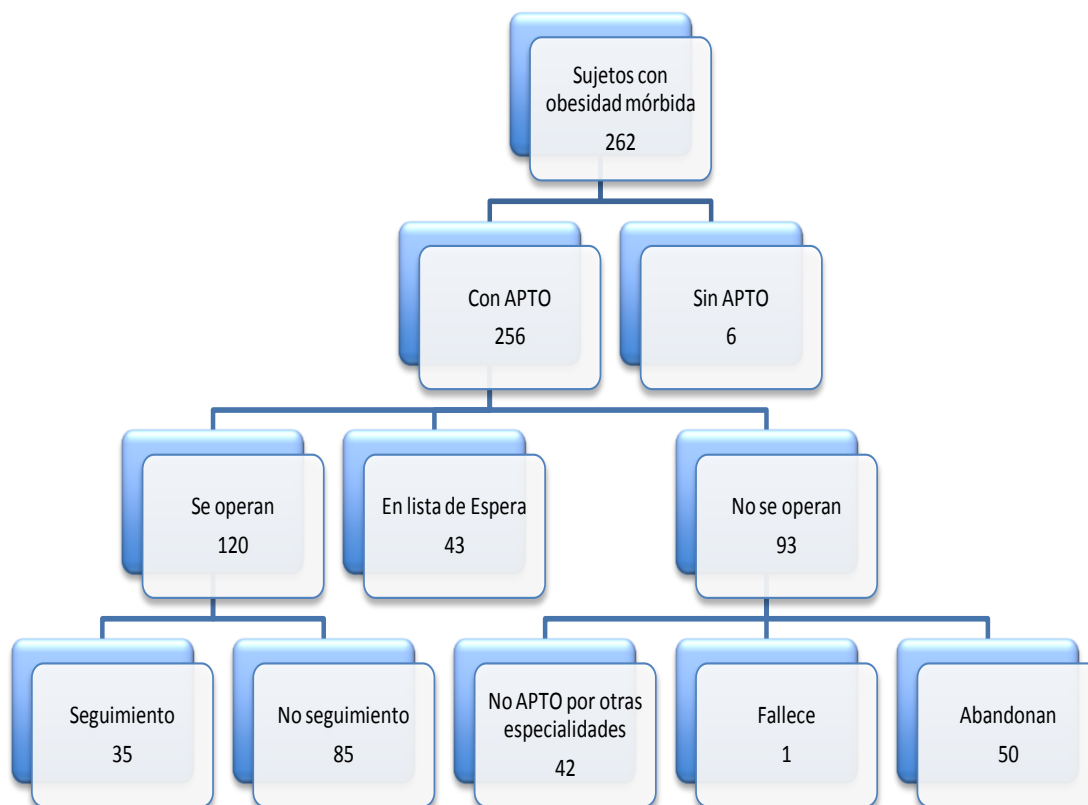 Sujetos con
obesidad mórbida
262
Con APTO
256
Sin APTO
6
Se operan
120
En lista de Espera
43
No se operan
93
Seguimiento
35
No seguimiento
85
No APTO por otras
especialidades
42
Fallece
1
Abandonan
50